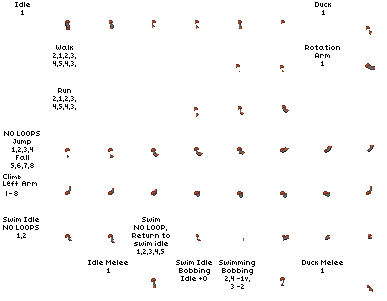 Idle
1
Duck
1
Walk
2,1,2,3,
4,5,4,3,
Rotation
Arm
1
Run
2,1,2,3,
4,5,4,3,
NO LOOPS
Jump
1,2,3,4
Fall
5,6,7,8
Climb
Left Arm
1-8
Swim Idle
NO LOOPS
1,2
Swim
NO LOOP,
Return to
swim idle
1,2,3,4,5
Idle Melee
1
Swim Idle
Bobbing
Idle +0
Swimming
Bobbing
2,4 -1v,
3 -2
Duck Melee
1